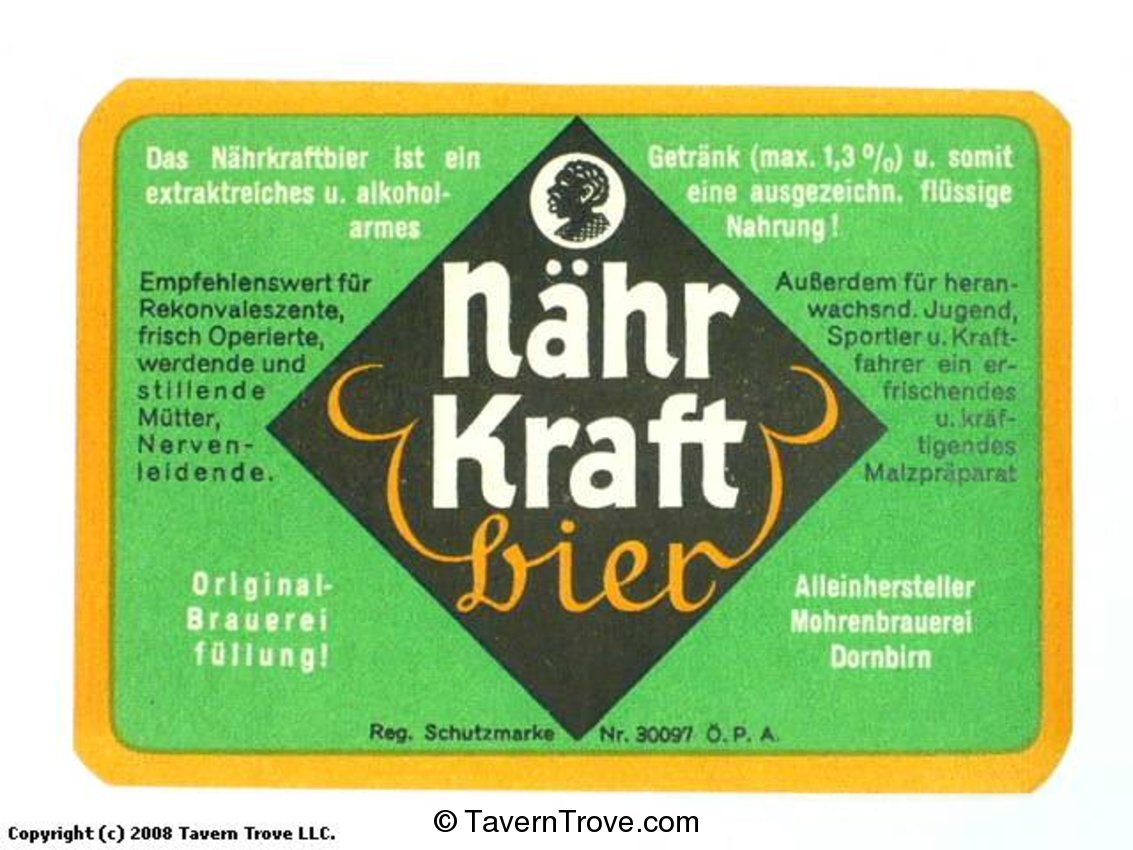 Das Nährkraftbier ist ein
extraktreiches u. alkohol-
armes
Getränk (max. 1,3 %) u. somit
eine ausgezeichn. flüssige
Nahrung!
Empfehlenswert für
Rekonvaleszente,
frisch Operierte,
werdende und
stillende
Mütter,
Nerven-
leidende.
Nähr
Kraft
bier
Außerdem für heran-
wachsnd. Jugend,
Sportler u. Kraft-
fahrer ein er-
frischendes
u. kräf-
tigendes
Malzpräparat
Original-
Brauerei
füllung!
Alleinhersteller
Mohrenbrauerei
Dornbirn
Reg. Schutzmarke Nr. 30097 Ö. P. A.
Copyright (c) 2008 Tavern Trove LLC.
© TavernTrove.com